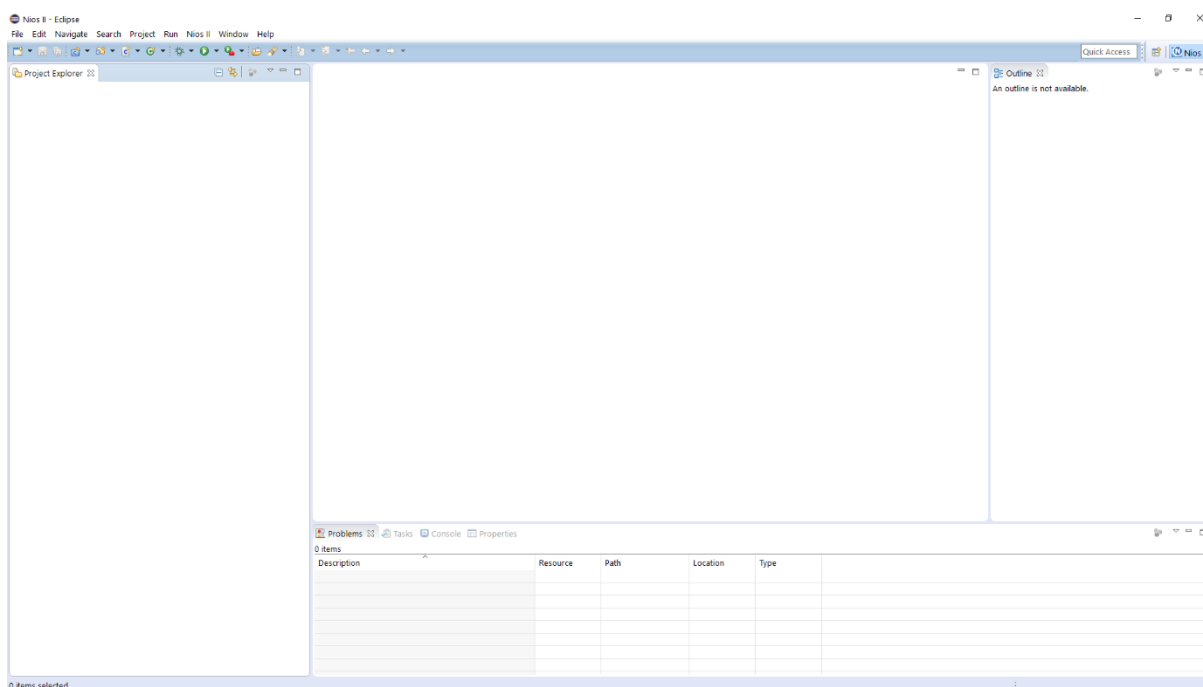 Nios II - Eclipse
File Edit Navigate Search Project Run Nios II Window Help
Quick Access
Nios
Project Explorer
Outline
An outline is not available.
Problems Tasks Console Properties
0 items
Description Resource Path Location Type
0 items selected